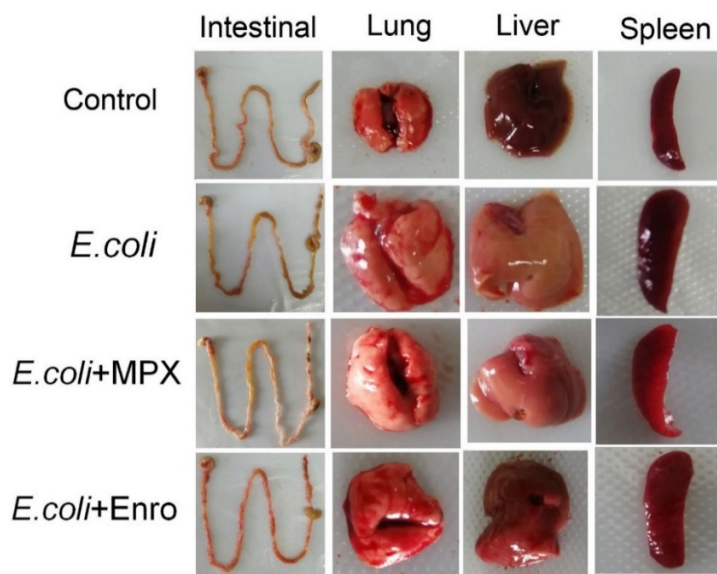 Intestinal Lung Liver Spleen
Control
E.coli
E.coli+MPX
E.coli+Enro